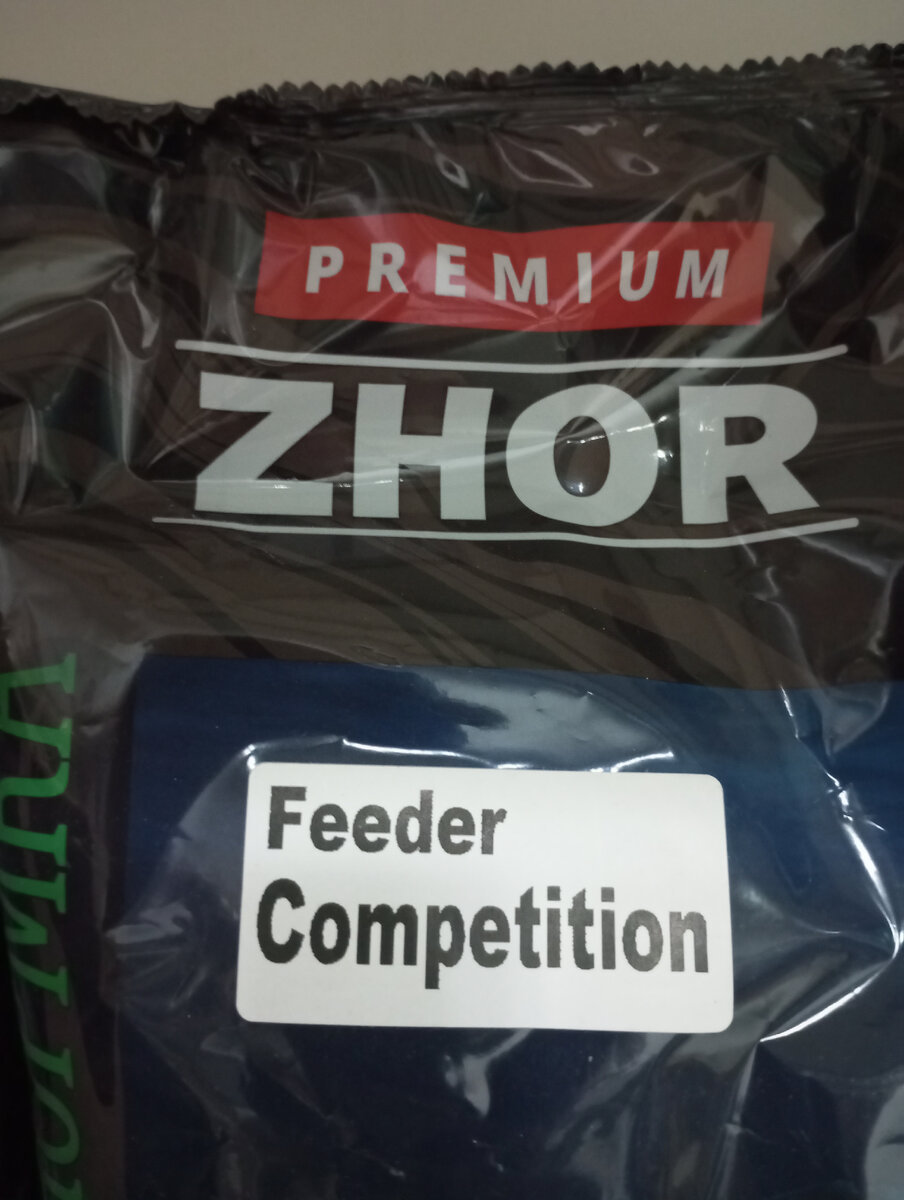 PREMIUM
ZHOR
Feeder
Competition